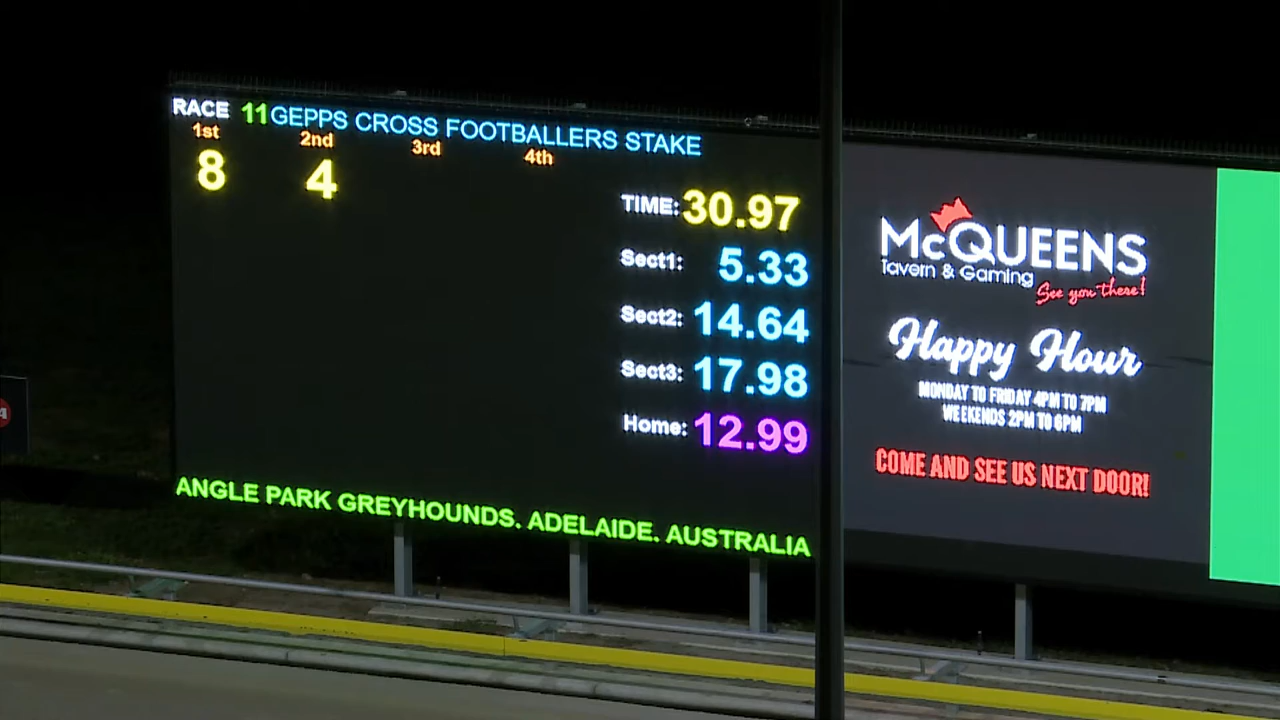 RACE 11 GEPPS CROSS FOOTBALLERS STAKE
1st 2nd 3rd 4th
8 4
TIME: 30.97
Sect1: 5.33
Sect2: 14.64
Sect3: 17.98
Home: 12.99
ANGLE PARK GREYHOUNDS. ADELAIDE. AUSTRALIA
McQUEENS
Tavern & Gaming
See you there!
Happy Hour
MONDAY TO FRIDAY 4PM TO 7PM
WEEKENDS 2PM TO 6PM
COME AND SEE US NEXT DOOR!
4